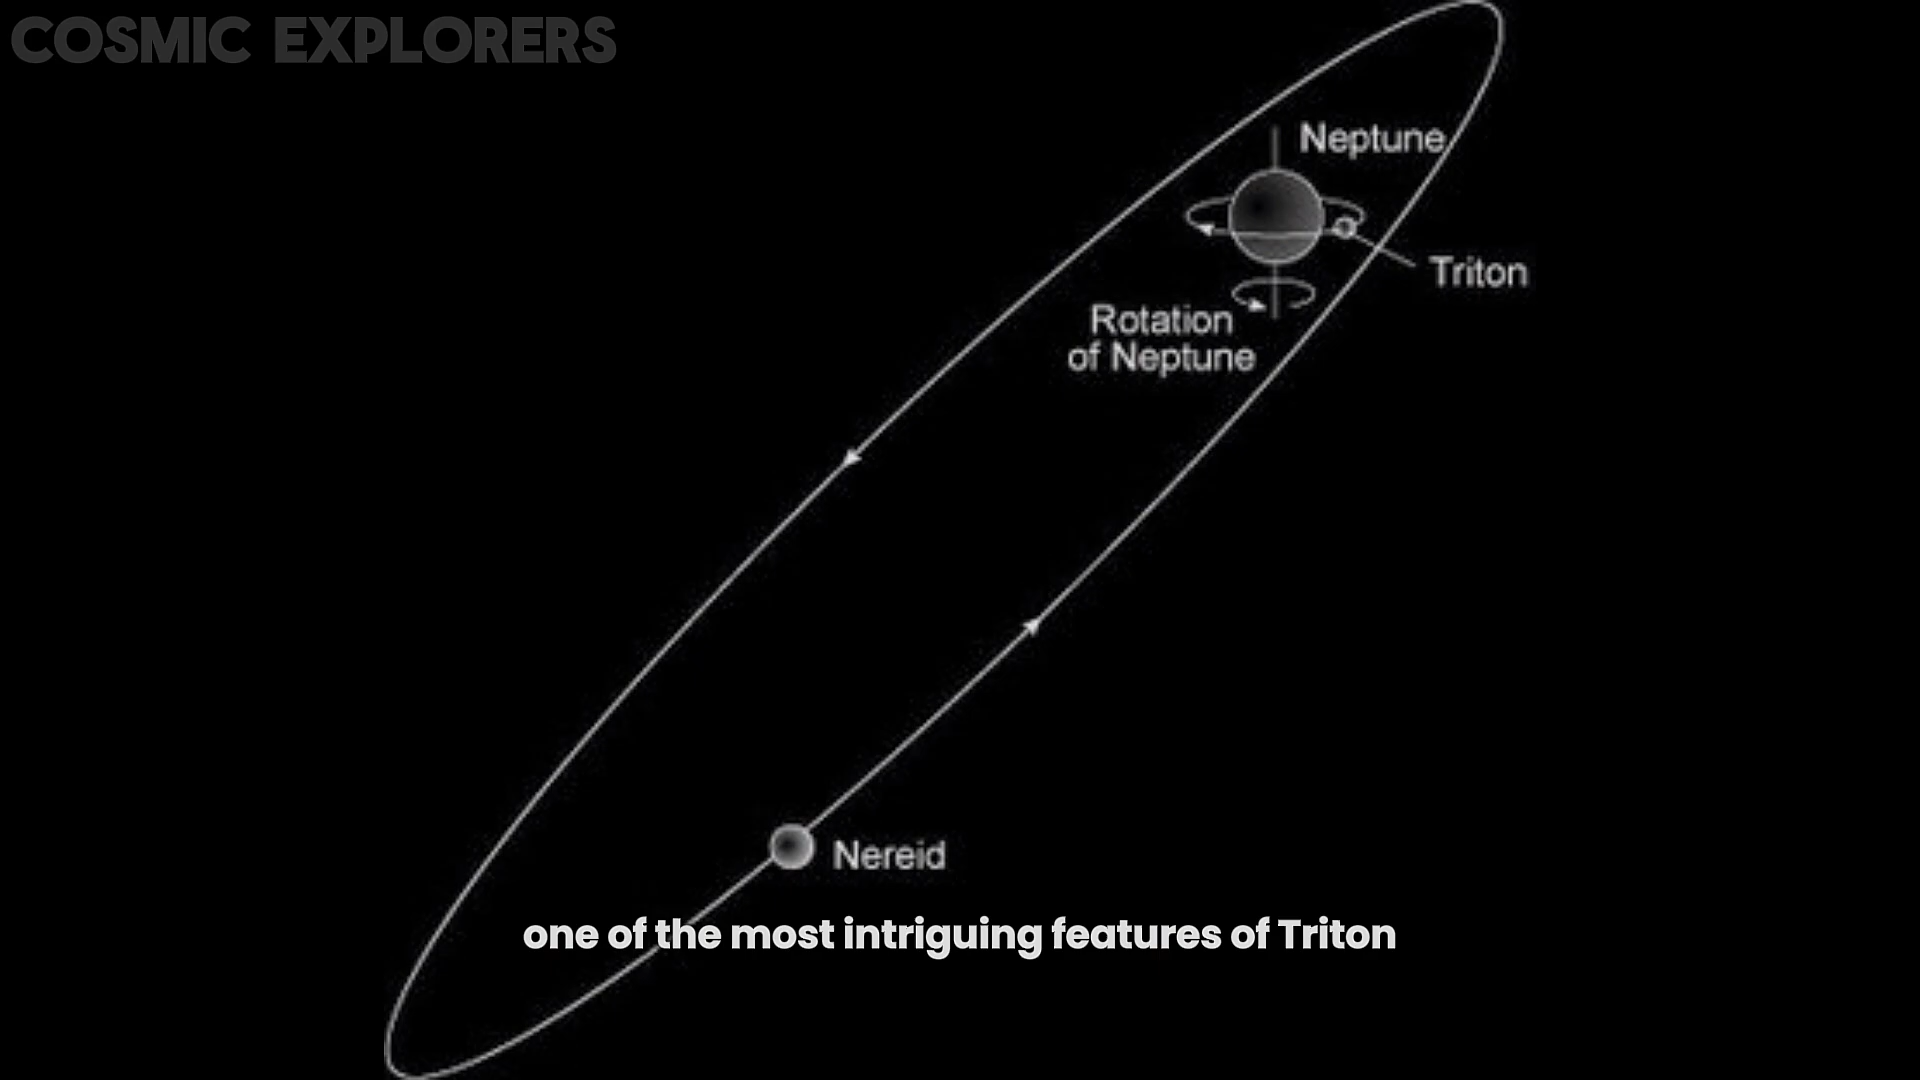 COSMIC EXPLORERS
Neptune
Triton
Rotation
of Neptune
Nereid
one of the most intriguing features of Triton